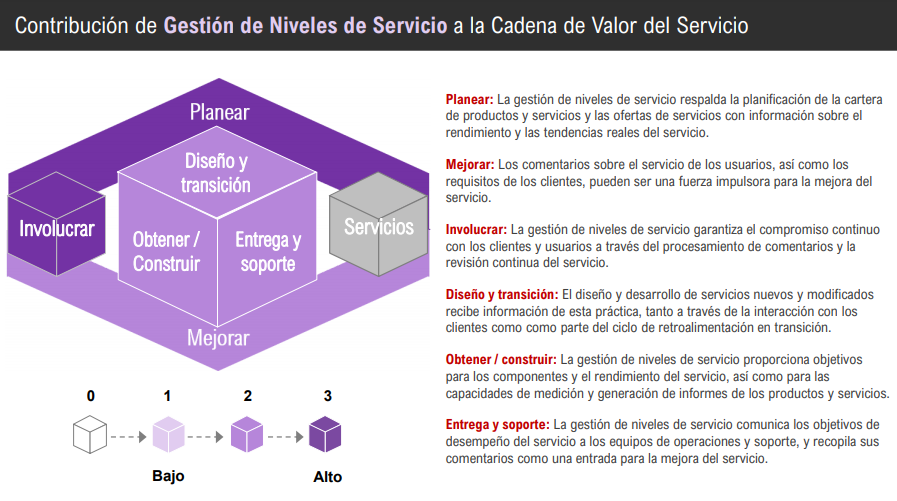 Contribución de Gestión de Niveles de Servicio a la Cadena de Valor del Servicio
Planear
Diseño y
transición
Involucrar
Obtener /
Construir
Entrega y
soporte
Servicios
Mejorar
0 1 2 3
Bajo Alto
Planear: La gestión de niveles de servicio respalda la planificación de la cartera
de productos y servicios y las ofertas de servicios con información sobre el
rendimiento y las tendencias reales del servicio.
Mejorar: Los comentarios sobre el servicio de los usuarios, así como los
requisitos de los clientes, pueden ser una fuerza impulsora para la mejora del
servicio.
Involucrar: La gestión de niveles de servicio garantiza el compromiso continuo
con los clientes y usuarios a través del procesamiento de comentarios y la
revisión continua del servicio.
Diseño y transición: El diseño y desarrollo de servicios nuevos y modificados
recibe información de esta práctica, tanto a través de la interacción con los
clientes como como parte del ciclo de retroalimentación en transición.
Obtener / construir: La gestión de niveles de servicio proporciona objetivos
para los componentes y el rendimiento del servicio, así como para las
capacidades de medición y generación de informes de los productos y servicios.
Entrega y soporte: La gestión de niveles de servicio comunica los objetivos de
desempeño del servicio a los equipos de operaciones y soporte, y recopila sus
comentarios como una entrada para la mejora del servicio.